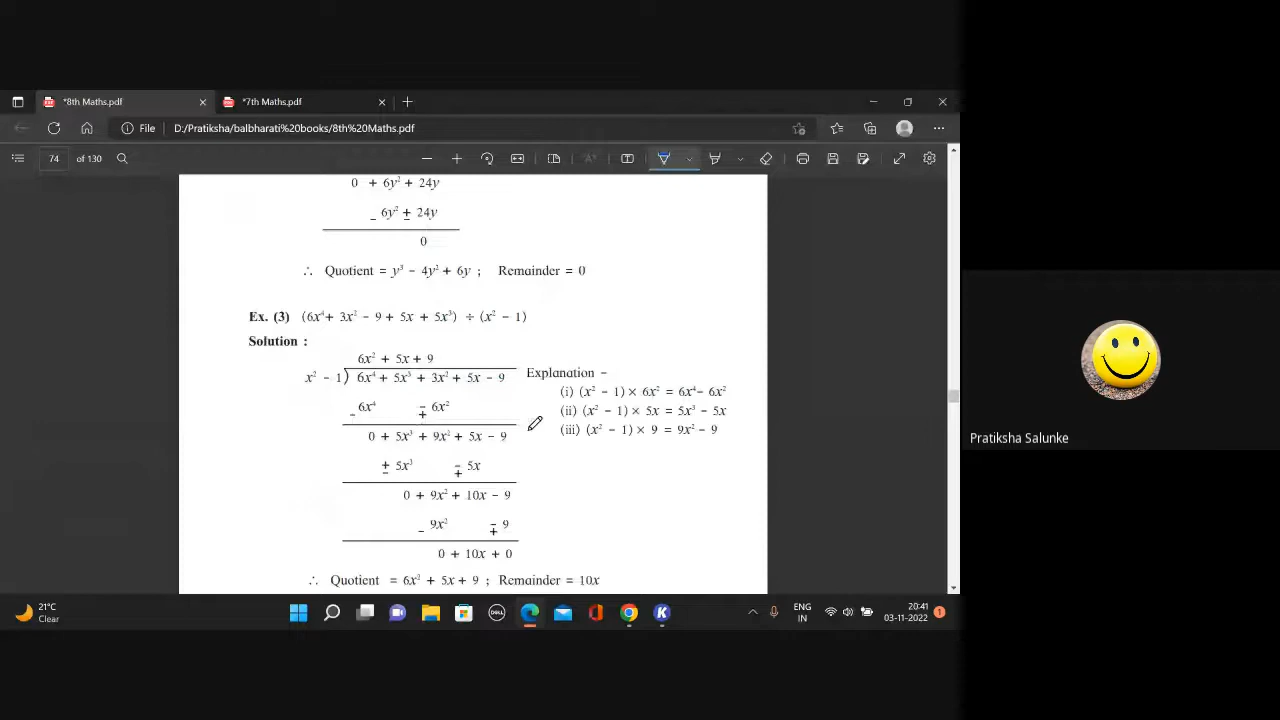 *8th Maths.pdf
*7th Maths.pdf
File D:/Pratiksha/balbharati%20books/8th%20Maths.pdf
74 of 130
0 + 6y² + 24y
− 6y² ± 24y
0
∴ Quotient = y³ − 4y² + 6y ; Remainder = 0
Ex. (3) (6x⁴+ 3x² − 9 + 5x + 5x³) ÷ (x² − 1)
Solution :
6x² + 5x + 9
x² − 1) 6x⁴ + 5x³ + 3x² + 5x − 9
− 6x⁴ ∓ 6x²
0 + 5x³ + 9x² + 5x − 9
± 5x³ ∓ 5x
0 + 9x² + 10x − 9
− 9x² ∓ 9
0 + 10x + 0
∴ Quotient = 6x² + 5x + 9 ; Remainder = 10x
Explanation −
(i) (x² − 1) × 6x² = 6x⁴− 6x²
(ii) (x² − 1) × 5x = 5x³ − 5x
(iii) (x² − 1) × 9 = 9x² − 9
Pratiksha Salunke
21°C
Clear
DELL
K
ENG
IN
20:41
03-11-2022
1